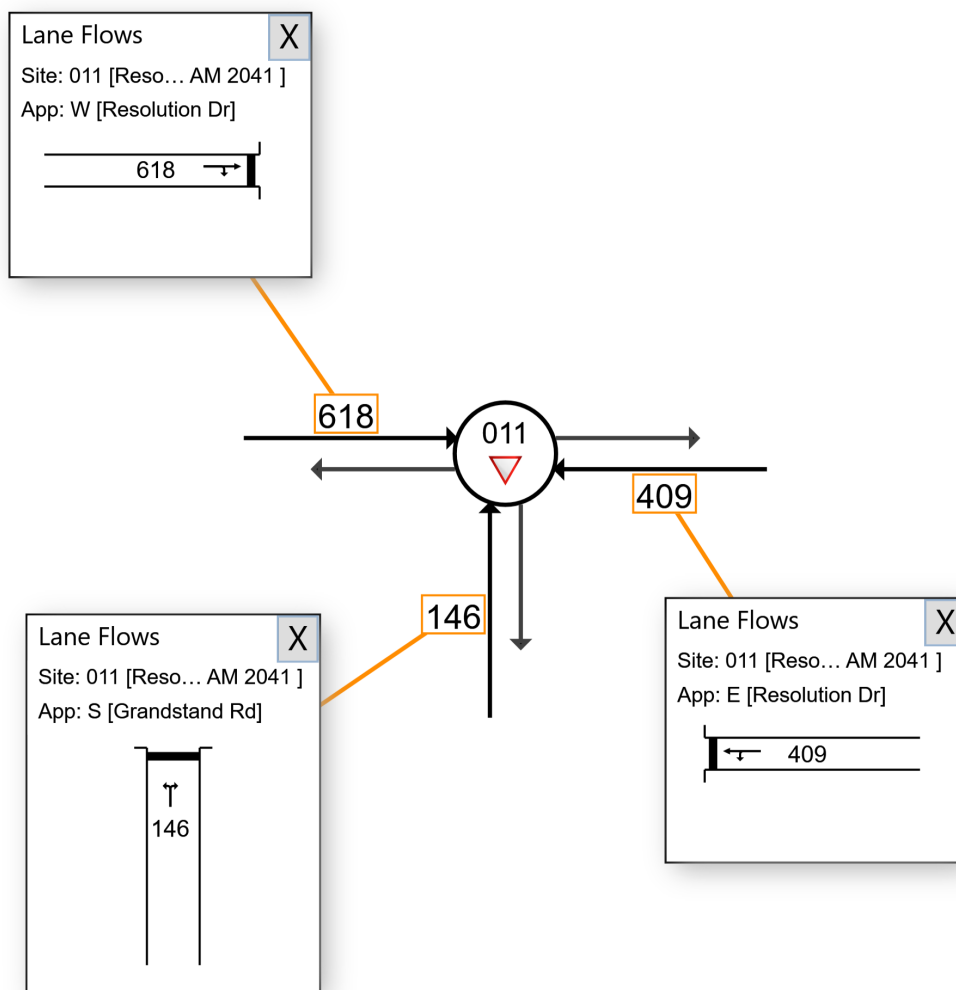 Lane Flows
X
Site: 011 [Reso... AM 2041 ]
App: W [Resolution Dr]
618
618
011
409
146
Lane Flows
X
Site: 011 [Reso... AM 2041 ]
App: S [Grandstand Rd]
146
Lane Flows
X
Site: 011 [Reso... AM 2041 ]
App: E [Resolution Dr]
409